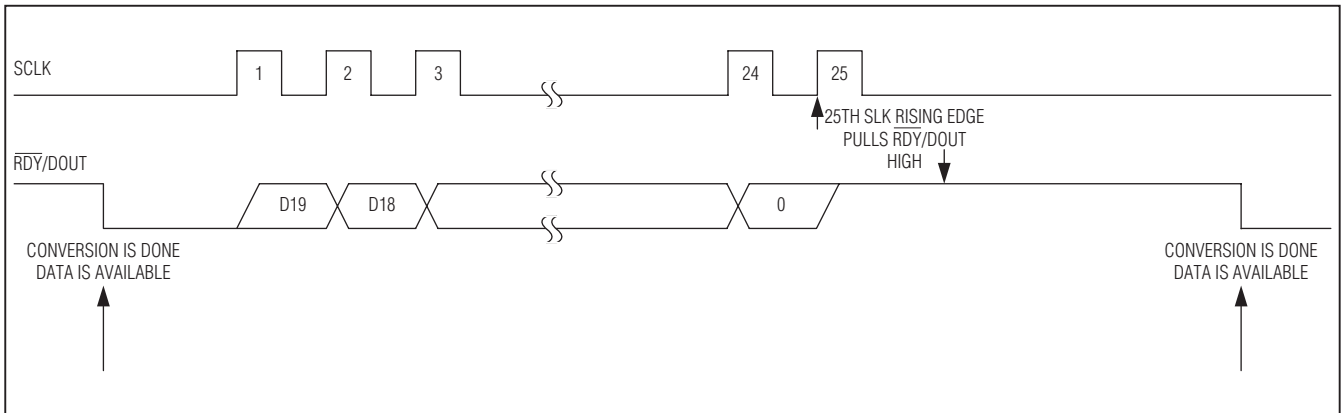 SCLK
1 2 3 24 25
25TH SLK RISING EDGE
PULLS RDY/DOUT
HIGH
RDY/DOUT
D19 D18 0
CONVERSION IS DONE
DATA IS AVAILABLE
CONVERSION IS DONE
DATA IS AVAILABLE